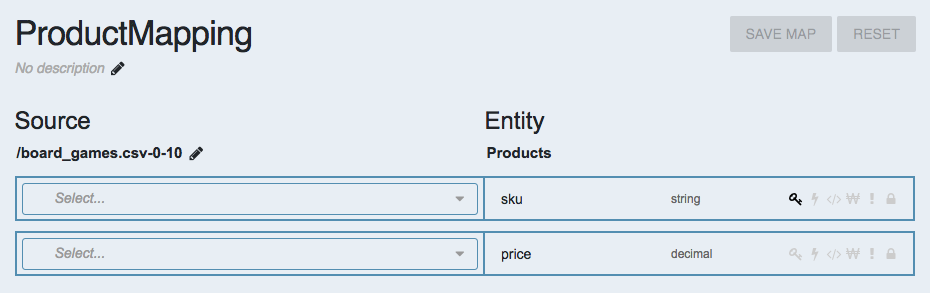 ProductMapping
SAVE MAP
RESET
No description
Source
Entity
/board_games.csv-0-10
Products
Select...
sku
string
Select...
price
decimal